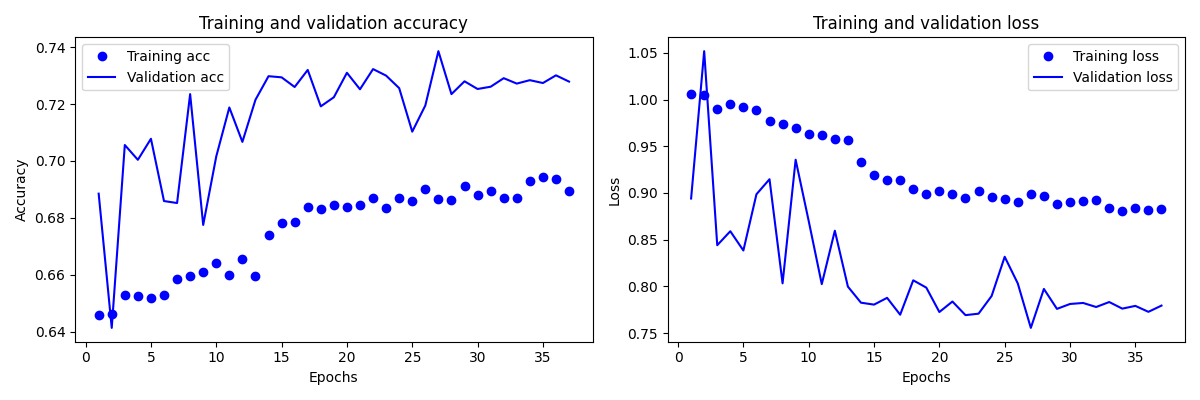 Training and validation accuracy
Training acc
Validation acc
0.74
0.72
0.70
0.68
0.66
0.64
Accuracy
0 5 10 15 20 25 30 35
Epochs
Training and validation loss
Training loss
Validation loss
1.05
1.00
0.95
0.90
0.85
0.80
0.75
Loss
0 5 10 15 20 25 30 35
Epochs